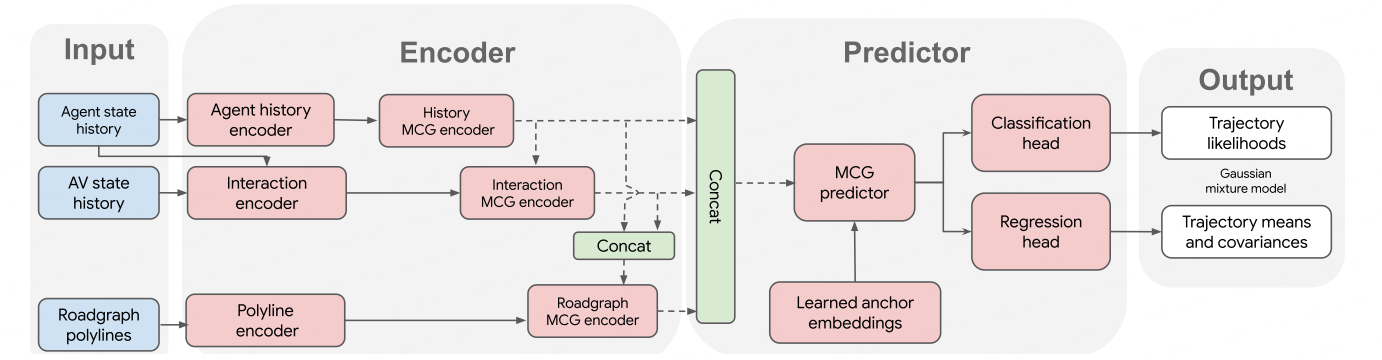 Input
Encoder
Predictor
Output
Agent state
history
Agent history
encoder
History
MCG encoder
AV state
history
Interaction
encoder
Interaction
MCG encoder
Concat
Roadgraph
polylines
Polyline
encoder
Roadgraph
MCG encoder
Concat
MCG
predictor
Learned anchor
embeddings
Classification
head
Regression
head
Trajectory
likelihoods
Gaussian
mixture model
Trajectory means
and covariances